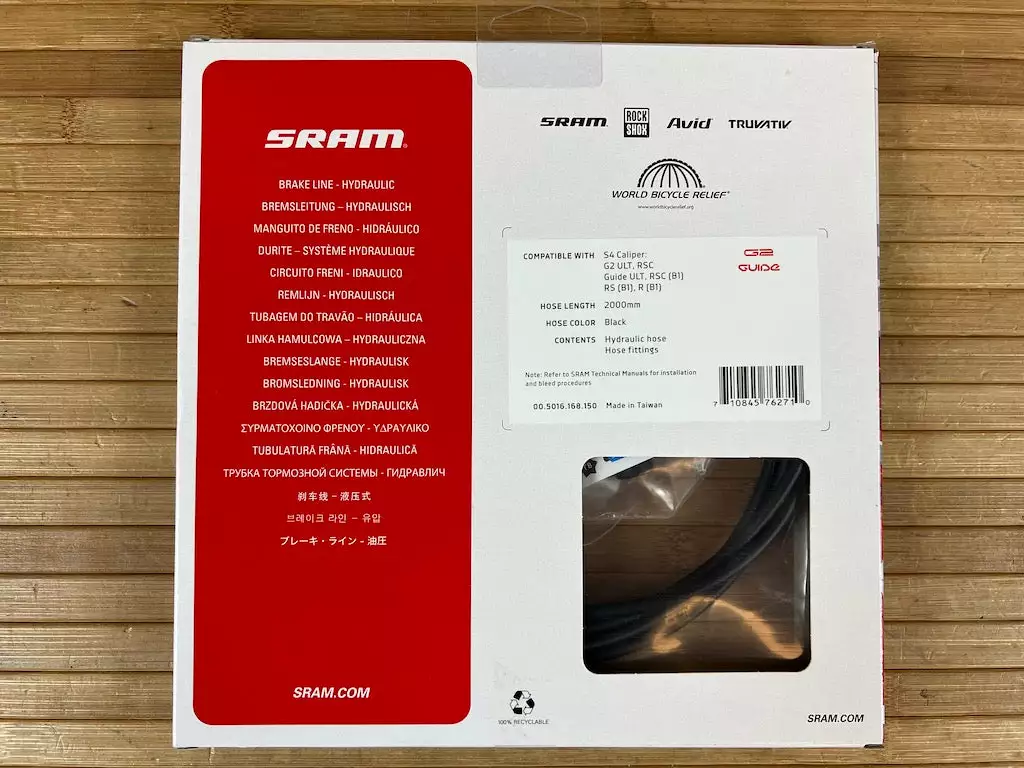 SRAM
BRAKE LINE - HYDRAULIC
BREMSLEITUNG – HYDRAULISCH
MANGUITO DE FRENO - HIDRÁULICO
DURITE – SYSTÈME HYDRAULIQUE
CIRCUITO FRENI - IDRAULICO
REMLIJN - HYDRAULISCH
TUBAGEM DO TRAVÃO – HIDRÁULICA
LINKA HAMULCOWA – HYDRAULICZNA
BREMSESLANGE - HYDRAULISK
BROMSLEDNING - HYDRAULISK
BRZDOVÁ HADIČKA - HYDRAULICKÁ
ΣΥΡΜΑΤΟΧΟΙΝΟ ΦΡΕΝΟΥ - ΥΔΡΑΥΛΙΚΟ
TUBULATURĂ FRÂNĂ - HIDRAULICĂ
ТРУБКА ТОРМОЗНОЙ СИСТЕМЫ - ГИДРАВЛИЧ
刹车线 – 液压式
브레이크 라인 – 유압
ブレーキ・ライン - 油圧
SRAM.COM
SRAM ROCK SHOX Avid TRUVATIV
WORLD BICYCLE RELIEF®
www.worldbicyclerelief.org
COMPATIBLE WITH S4 Caliper:
G2 ULT, RSC
Guide ULT, RSC (B1)
RS (B1), R (B1)
G2
GUIDE
HOSE LENGTH 2000mm
HOSE COLOR Black
CONTENTS Hydraulic hose
Hose fittings
Note: Refer to SRAM Technical Manuals for installation
and bleed procedures
00.5016.168.150 Made in Taiwan
7 10845 76271 0
100% RECYCLABLE
SRAM.COM